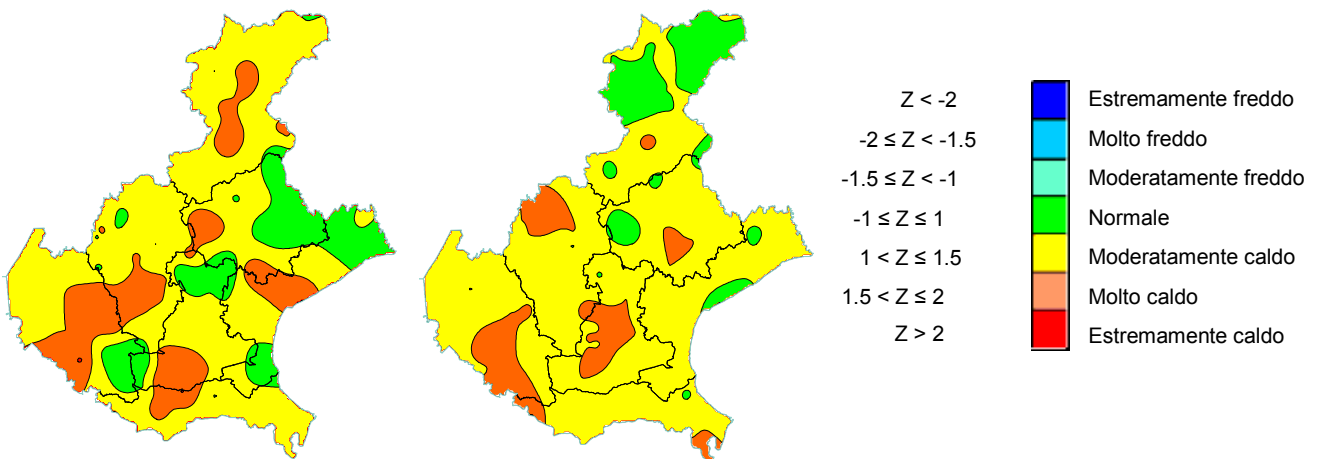 Z < -2 Estremamente freddo
-2 ≤ Z < -1.5 Molto freddo
-1.5 ≤ Z < -1 Moderatamente freddo
-1 ≤ Z ≤ 1 Normale
1 < Z ≤ 1.5 Moderatamente caldo
1.5 < Z ≤ 2 Molto caldo
Z > 2 Estremamente caldo